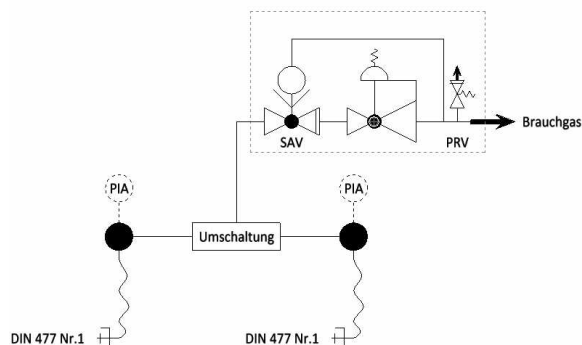 SAV
PRV
Brauchgas
PIA
PIA
Umschaltung
DIN 477 Nr.1
DIN 477 Nr.1